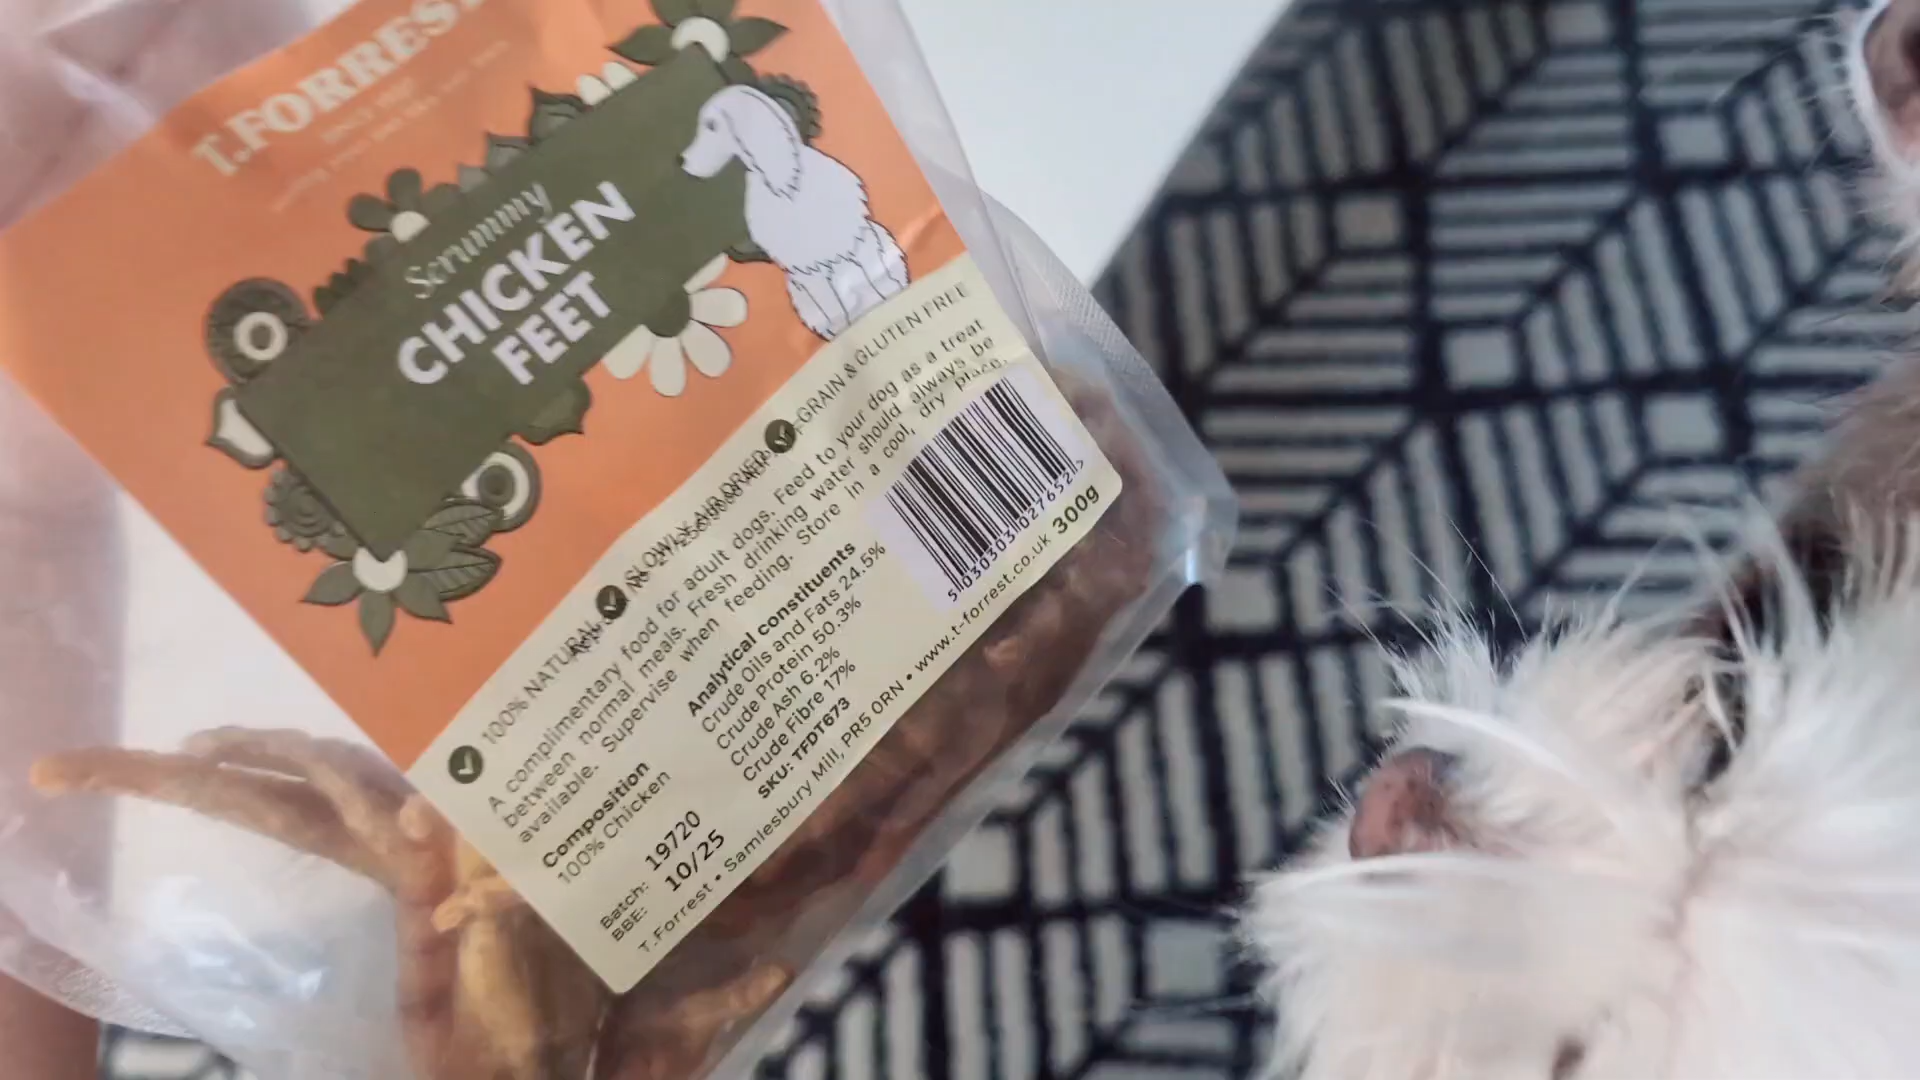 T.FORREST
Scrummy
CHICKEN
FEET
100% NATURAL SLOWLY AIR DRIED GRAIN & GLUTEN FREE
A complimentary food for adult dogs. Feed to your dog as a treat
between normal meals. Fresh drinking water should always be
available. Supervise when feeding. Store in a cool, dry place.
Composition
100% Chicken
Analytical constituents
Crude Oils and Fats 24.5%
Crude Protein 50.3%
Crude Ash 6.2%
Crude Fibre 17%
SKU: TFDT673
Batch: 19720
BBE: 10/25
5 030303 027652
T.Forrest • Samlesbury Mill, PR5 0RN • www.t-forrest.co.uk 300g